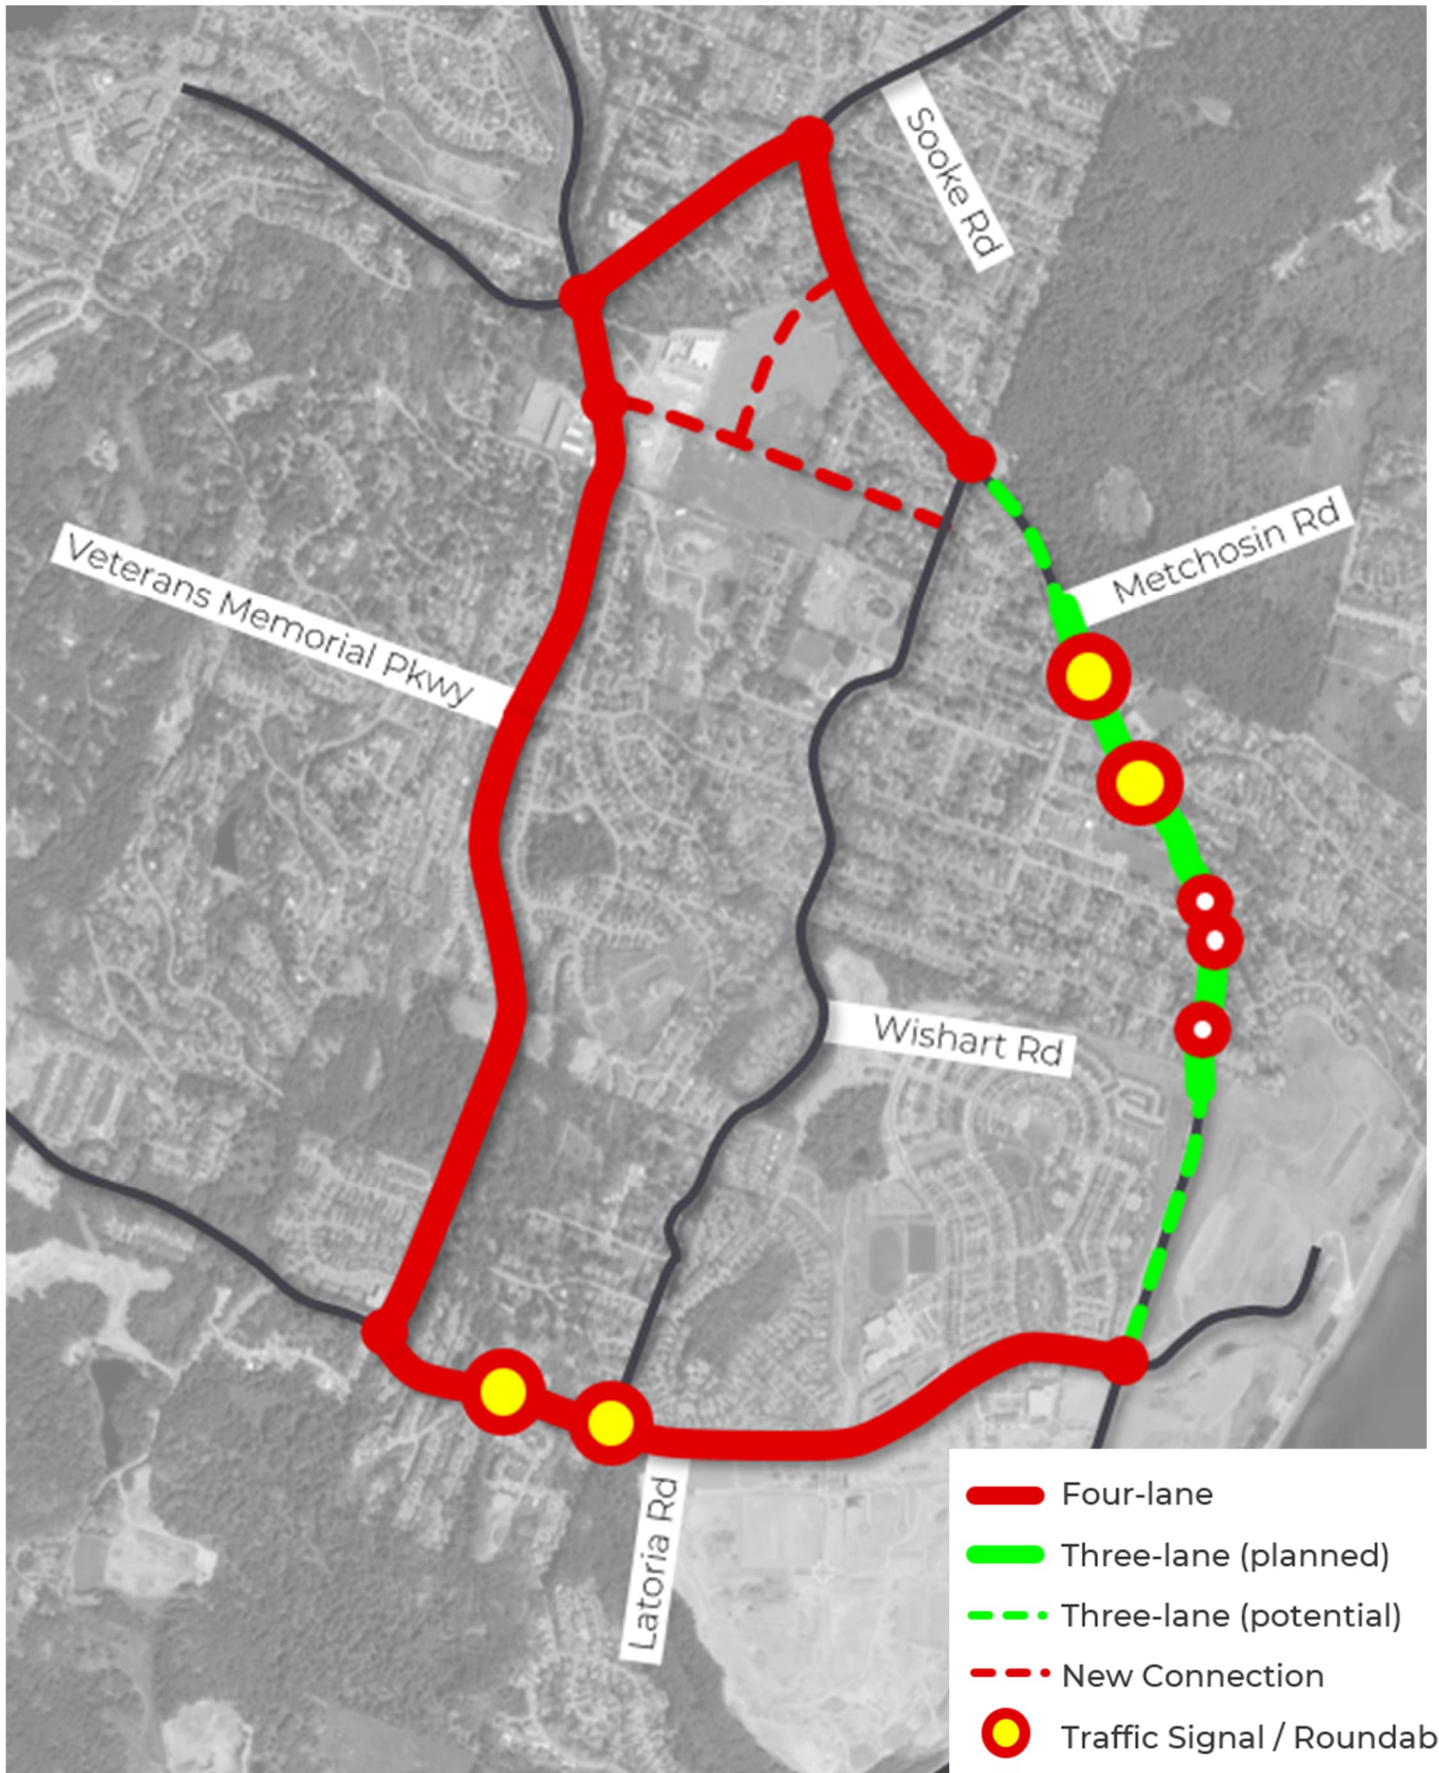 Sooke Rd
Metchosin Rd
Veterans Memorial Pkwy
Wishart Rd
Latoria Rd
Four-lane
Three-lane (planned)
Three-lane (potential)
New Connection
Traffic Signal / Roundab